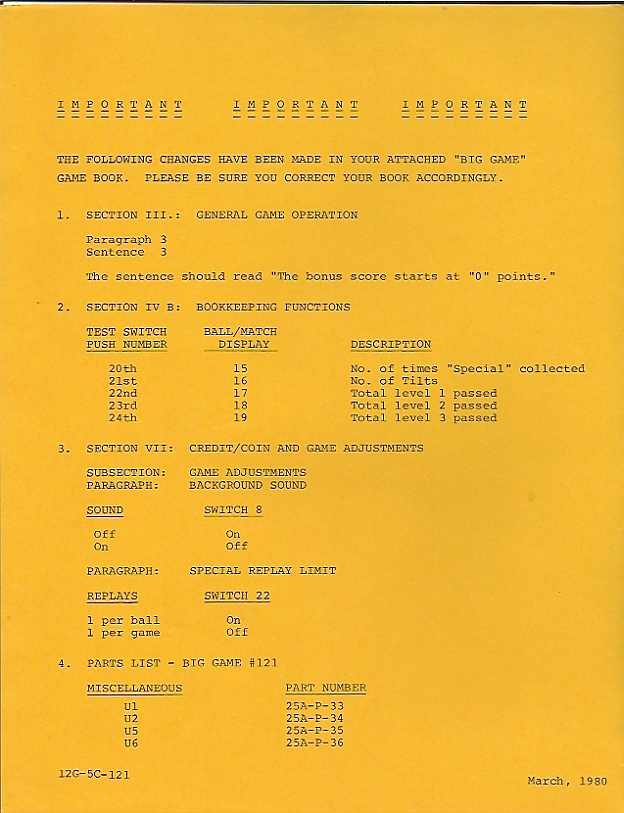 IMPORTANT IMPORTANT IMPORTANT
THE FOLLOWING CHANGES HAVE BEEN MADE IN YOUR ATTACHED "BIG GAME"
GAME BOOK. PLEASE BE SURE YOU CORRECT YOUR BOOK ACCORDINGLY.
1. SECTION III.: GENERAL GAME OPERATION
Paragraph 3
Sentence 3
The sentence should read "The bonus score starts at "0" points."
2. SECTION IV B: BOOKKEEPING FUNCTIONS
TEST SWITCH BALL/MATCH
PUSH NUMBER DISPLAY DESCRIPTION
20th 15 No. of times "Special" collected
21st 16 No. of Tilts
22nd 17 Total level 1 passed
23rd 18 Total level 2 passed
24th 19 Total level 3 passed
3. SECTION VII: CREDIT/COIN AND GAME ADJUSTMENTS
SUBSECTION: GAME ADJUSTMENTS
PARAGRAPH: BACKGROUND SOUND
SOUND SWITCH 8
Off On
On Off
PARAGRAPH: SPECIAL REPLAY LIMIT
REPLAYS SWITCH 22
1 per ball On
1 per game Off
4. PARTS LIST - BIG GAME #121
MISCELLANEOUS PART NUMBER
U1 25A-P-33
U2 25A-P-34
U5 25A-P-35
U6 25A-P-36
12G-5C-121
March, 1980